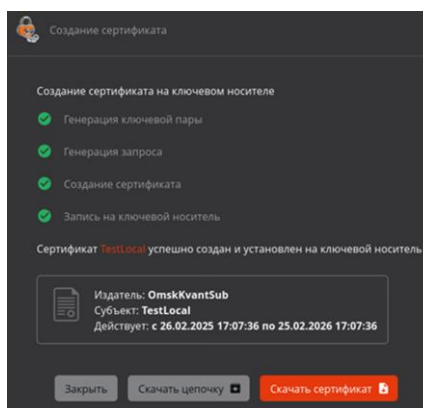 Создание сертификата
Создание сертификата на ключевом носителе
Генерация ключевой пары
Генерация запроса
Создание сертификата
Запись на ключевой носитель
Сертификат TestLocal успешно создан и установлен на ключевой носитель
Издатель: OmskKvantSub
Субъект: TestLocal
Действует: с 26.02.2025 17:07:36 по 25.02.2026 17:07:36
Закрыть Скачать цепочку Скачать сертификат